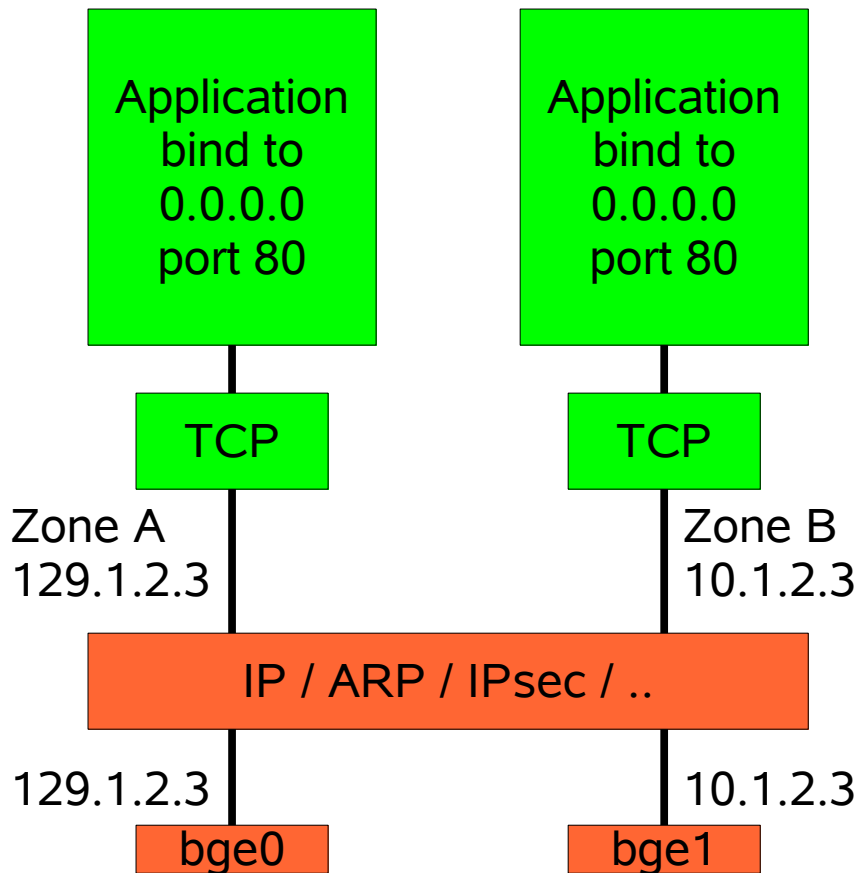 Application
bind to
0.0.0.0
port 80
Application
bind to
0.0.0.0
port 80
TCP
TCP
Zone A
129.1.2.3
Zone B
10.1.2.3
IP / ARP / IPsec / ..
129.1.2.3
10.1.2.3
bge0
bge1